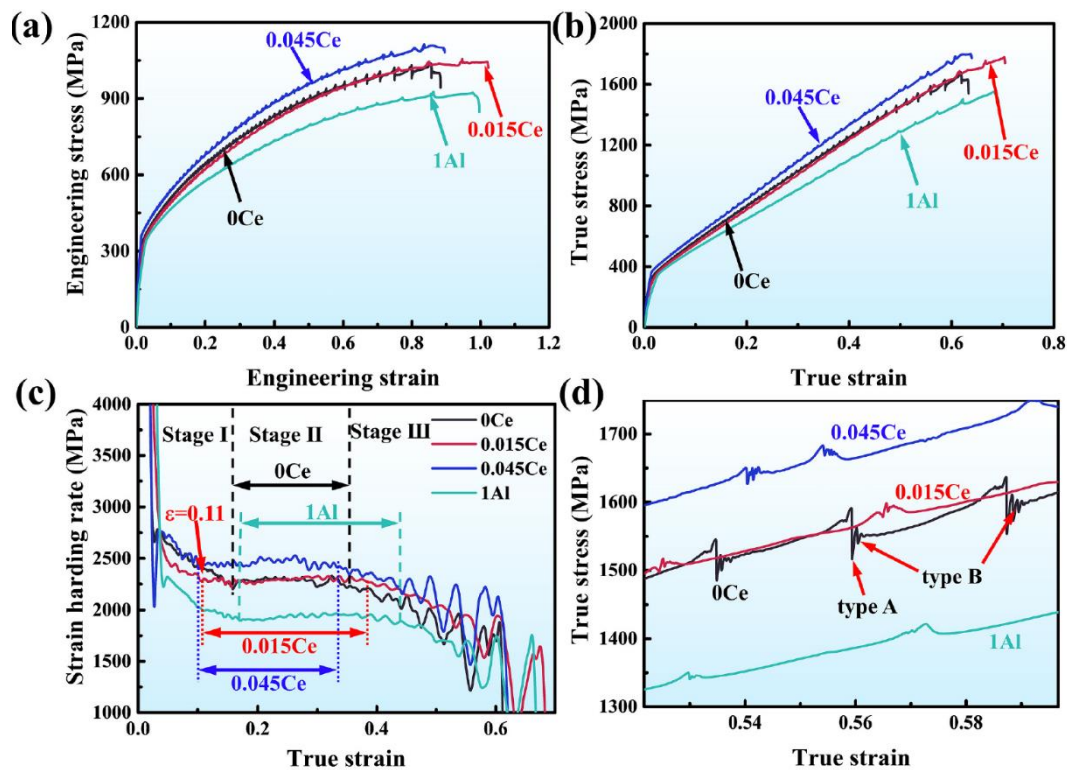 (a)
1200
900
600
300
0
0.0 0.2 0.4 0.6 0.8 1.0 1.2
Engineering stress (MPa)
Engineering strain
0.045Ce
0.015Ce
1Al
0Ce
(b)
2000
1600
1200
800
400
0
0.0 0.2 0.4 0.6 0.8
True stress (MPa)
True strain
0.045Ce
0.015Ce
1Al
0Ce
(c)
4000
3500
3000
2500
2000
1500
1000
0.0 0.2 0.4 0.6
Strain harding rate (MPa)
True strain
Stage I Stage II Stage III
0Ce
0.015Ce
0.045Ce
1Al
0Ce
1Al
ε=0.11
0.015Ce
0.045Ce
(d)
1700
1600
1500
1400
1300
0.54 0.56 0.58
True stress (MPa)
True strain
0.045Ce
0.015Ce
0Ce
type A
type B
1Al